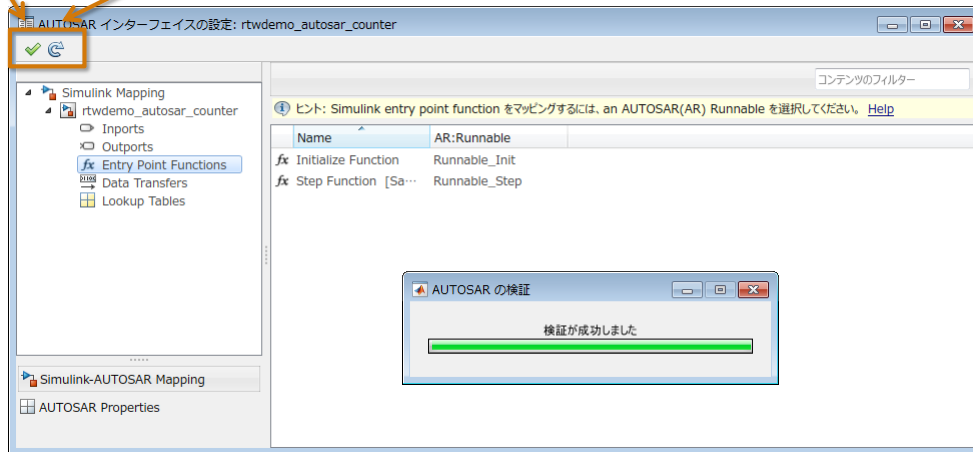 AUTOSAR インターフェイスの設定: rtwdemo_autosar_counter
コンテンツのフィルター
Simulink Mapping
rtwdemo_autosar_counter
Inports
Outports
fx Entry Point Functions
Data Transfers
Lookup Tables
ヒント: Simulink entry point function をマッピングするには、an AUTOSAR(AR) Runnable を選択してください。 Help
Name AR:Runnable
fx Initialize Function Runnable_Init
fx Step Function [Sa… Runnable_Step
AUTOSAR の検証
検証が成功しました
Simulink-AUTOSAR Mapping
AUTOSAR Properties